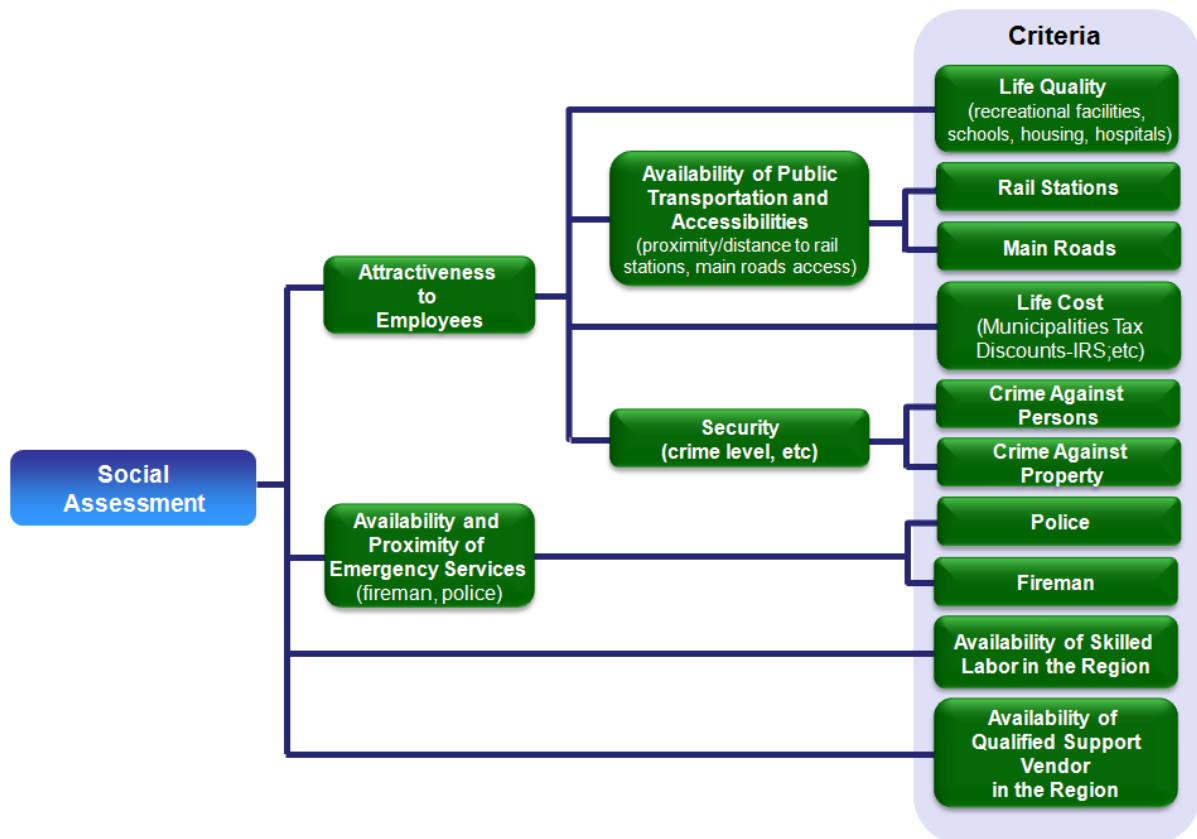 Criteria
Life Quality
(recreational facilities,
schools, housing, hospitals)
Availability of Public
Transportation and
Accessibilities
(proximity/distance to rail
stations, main roads access)
Rail Stations
Main Roads
Attractiveness
to
Employees
Life Cost
(Municipalities Tax
Discounts-IRS;etc)
Crime Against
Persons
Security
(crime level, etc)
Crime Against
Property
Social
Assessment
Availability and
Proximity of
Emergency Services
(fireman, police)
Police
Fireman
Availability of Skilled
Labor in the Region
Availability of
Qualified Support
Vendor
in the Region